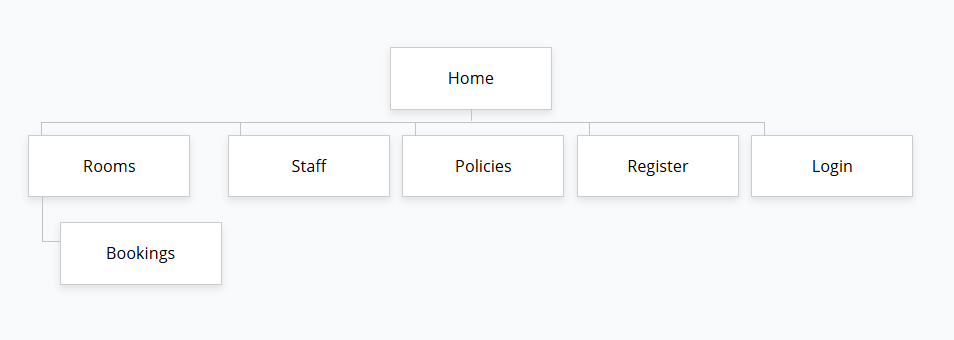 Home
Rooms
Staff
Policies
Register
Login
Bookings